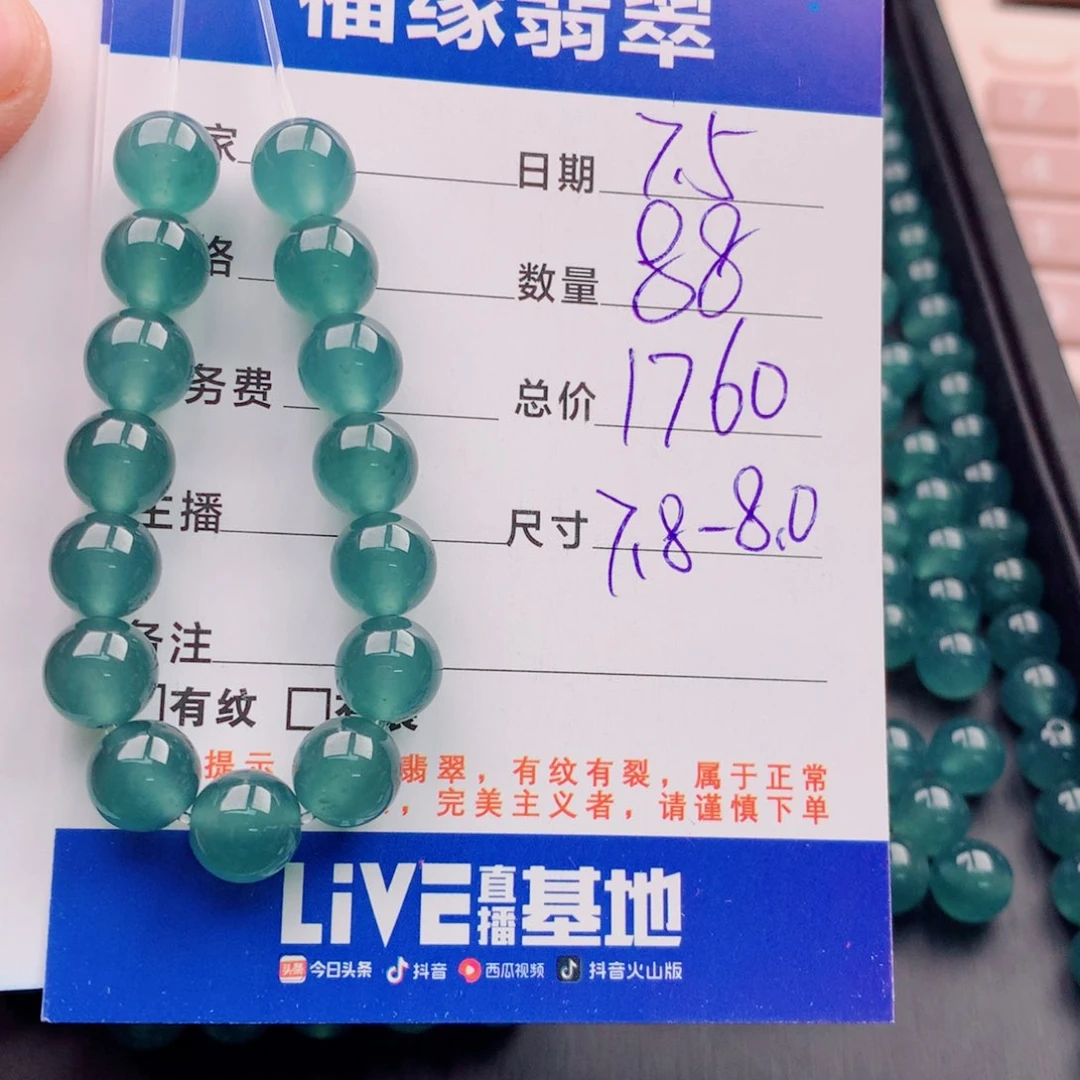 福缘翡翠
家 日期 7.5
格 数量 88
务费 总价 1760
主播 尺寸 7.8-8.0
备注
有纹
提示 翡翠，有纹有裂，属于正常
，完美主义者，请谨慎下单
LiVE直播基地
头条 今日头条 抖音 西瓜视频 抖音火山版